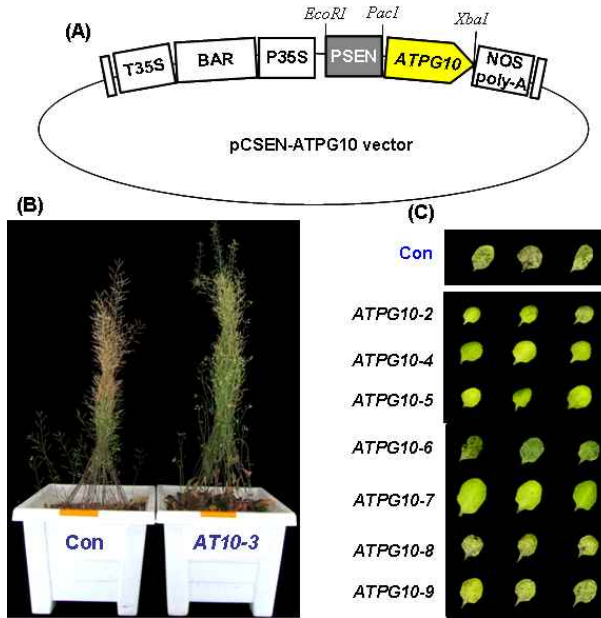 (A)
EcoRI PacI XbaI
T35S BAR P35S PSEN ATPG10 NOS poly-A
pCSEN-ATPG10 vector
(B)
Con AT10-3
(C)
Con
ATPG10-2
ATPG10-4
ATPG10-5
ATPG10-6
ATPG10-7
ATPG10-8
ATPG10-9